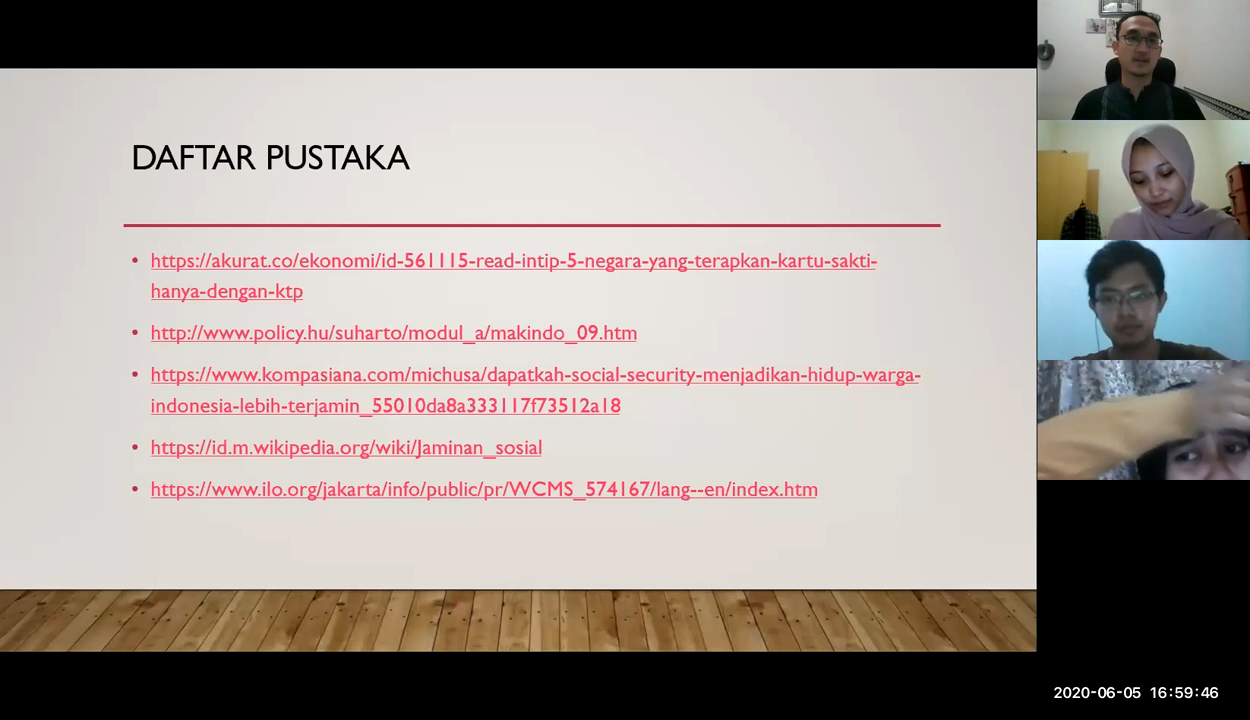 DAFTAR PUSTAKA
• https://akurat.co/ekonomi/id-561115-read-intip-5-negara-yang-terapkan-kartu-sakti-
hanya-dengan-ktp
• http://www.policy.hu/suharto/modul_a/makindo_09.htm
• https://www.kompasiana.com/michusa/dapatkah-social-security-menjadikan-hidup-warga-
indonesia-lebih-terjamin_55010da8a333117f73512a18
• https://id.m.wikipedia.org/wiki/Jaminan_sosial
• https://www.ilo.org/jakarta/info/public/pr/WCMS_574167/lang--en/index.htm
2020-06-05 16:59:46